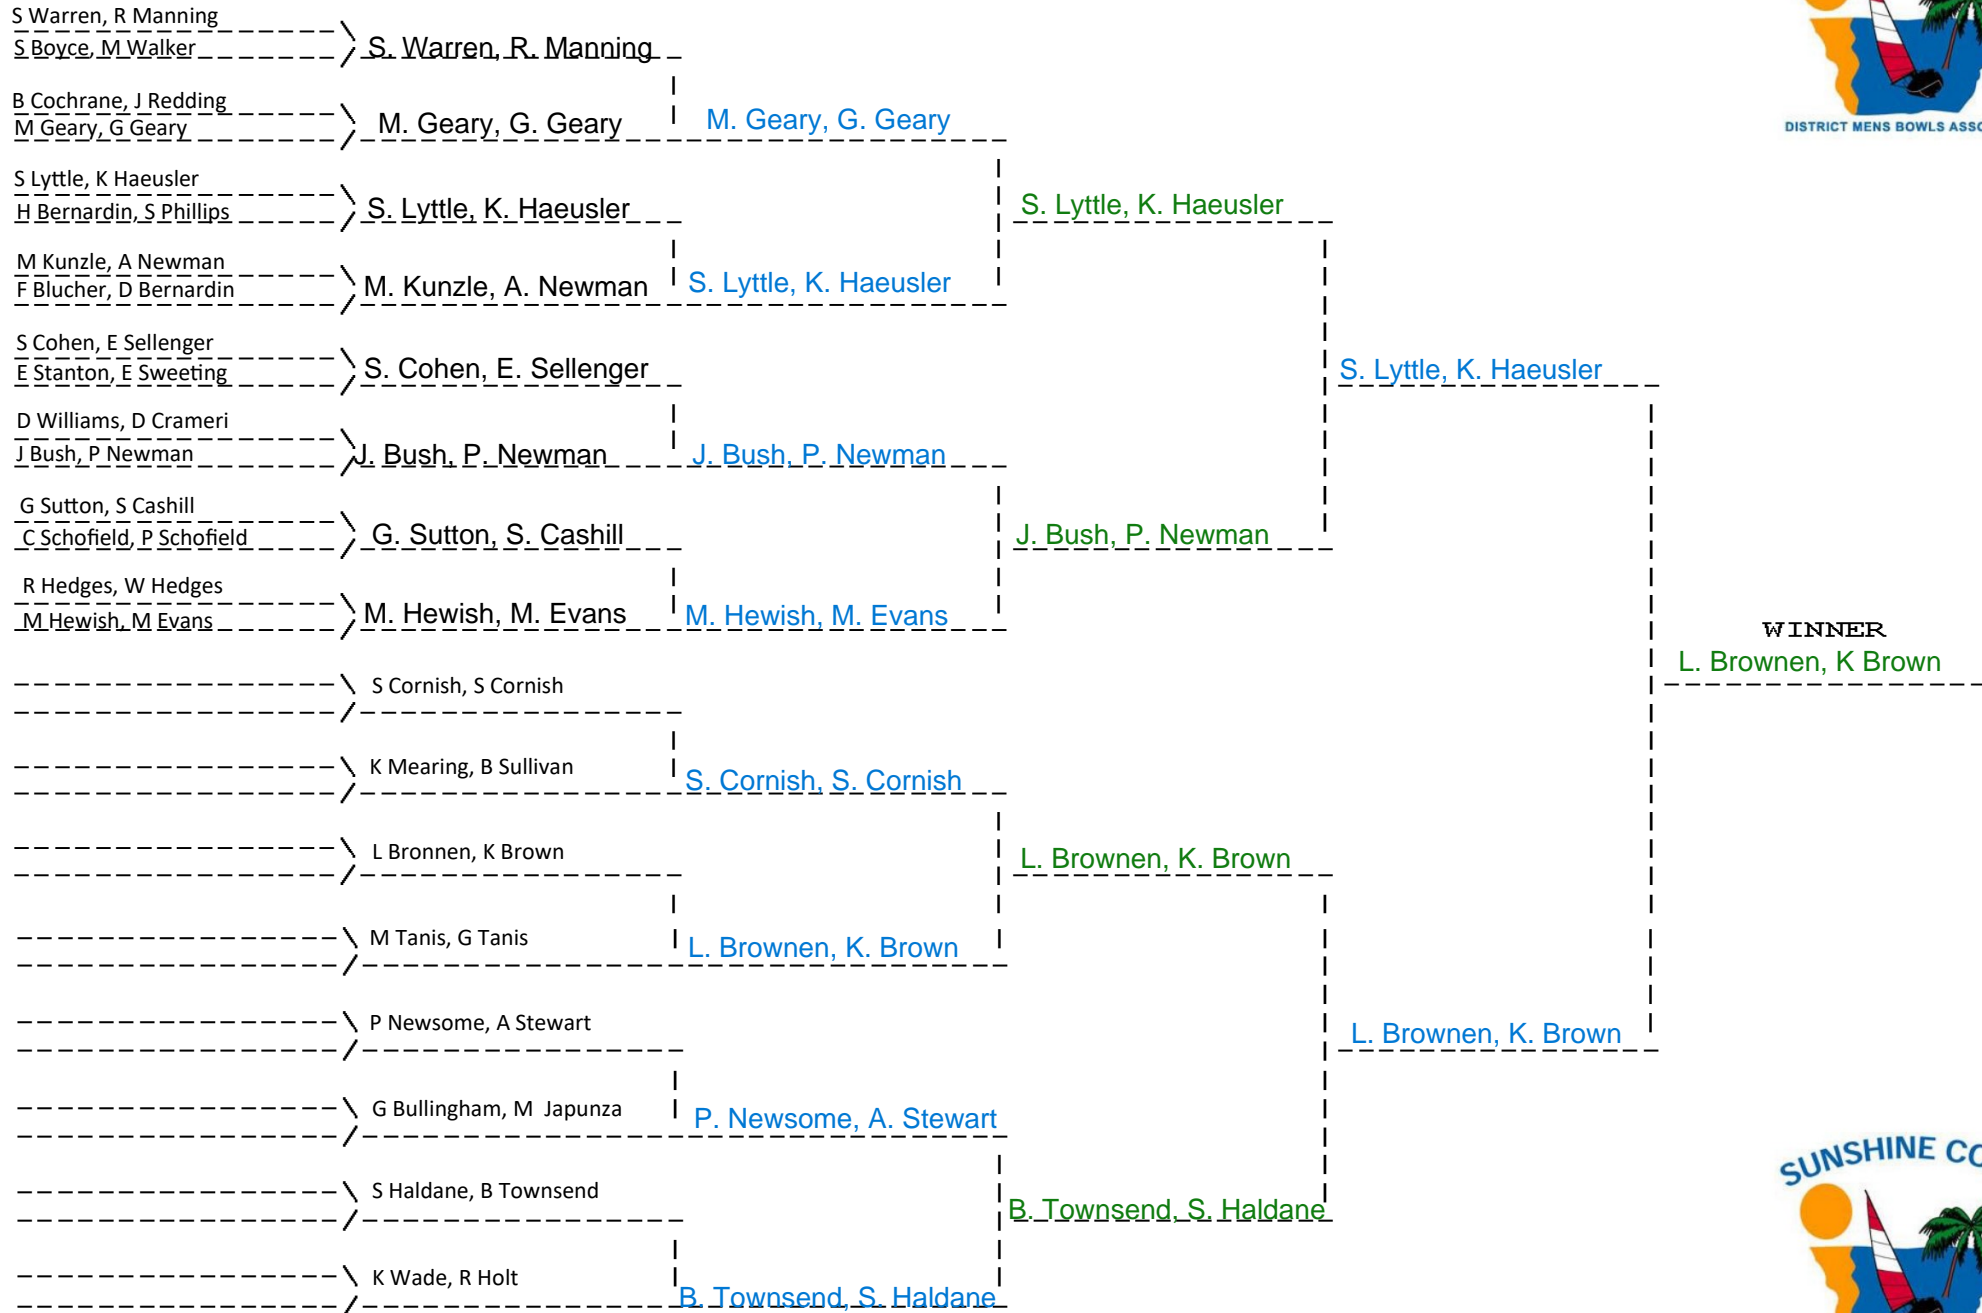 S Warren, R Manning
S Boyce, M Walker
B Cochrane, J Redding
M Geary, G Geary
S Lyttle, K Haeusler
H Bernardin, S Phillips
M Kunzle, A Newman
F Blucher, D Bernardin
S Cohen, E Sellenger
E Stanton, E Sweeting
D Williams, D Crameri
J Bush, P Newman
G Sutton, S Cashill
C Schofield, P Schofield
R Hedges, W Hedges
M Hewish, M Evans
S. Warren, R. Manning
M. Geary, G. Geary
S. Lyttle, K. Haeusler
M. Kunzle, A. Newman
S. Cohen, E. Sellenger
J. Bush, P. Newman
G. Sutton, S. Cashill
M. Hewish, M. Evans
S Cornish, S Cornish
K Mearing, B Sullivan
L Bronnen, K Brown
M Tanis, G Tanis
P Newsome, A Stewart
G Bullingham, M Japunza
S Haldane, B Townsend
K Wade, R Holt
M. Geary, G. Geary
S. Lyttle, K. Haeusler
J. Bush, P. Newman
M. Hewish, M. Evans
S. Cornish, S. Cornish
L. Brownen, K. Brown
P. Newsome, A. Stewart
B. Townsend, S. Haldane
S. Lyttle, K. Haeusler
J. Bush, P. Newman
L. Brownen, K. Brown
B. Townsend, S. Haldane
S. Lyttle, K. Haeusler
L. Brownen, K. Brown
WINNER
L. Brownen, K Brown
DISTRICT MENS BOWLS ASSO
SUNSHINE CO